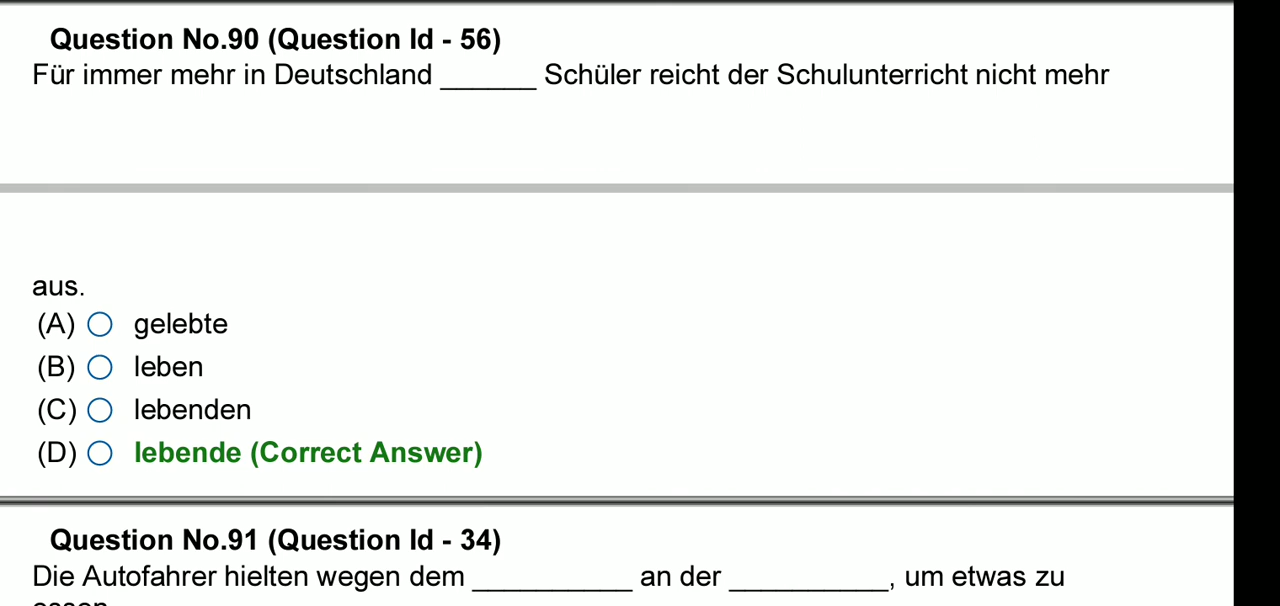 Question No.90 (Question Id - 56)
Für immer mehr in Deutschland ______ Schüler reicht der Schulunterricht nicht mehr
aus.
(A) gelebte
(B) leben
(C) lebenden
(D) lebende (Correct Answer)
Question No.91 (Question Id - 34)
Die Autofahrer hielten wegen dem __________ an der __________, um etwas zu